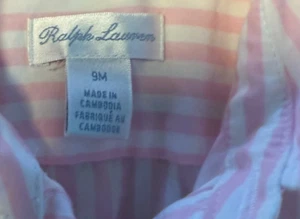 Ralph Lauren
9M
MADE IN
CAMBODIA
FABRIQUÉ AU
CAMBODGE